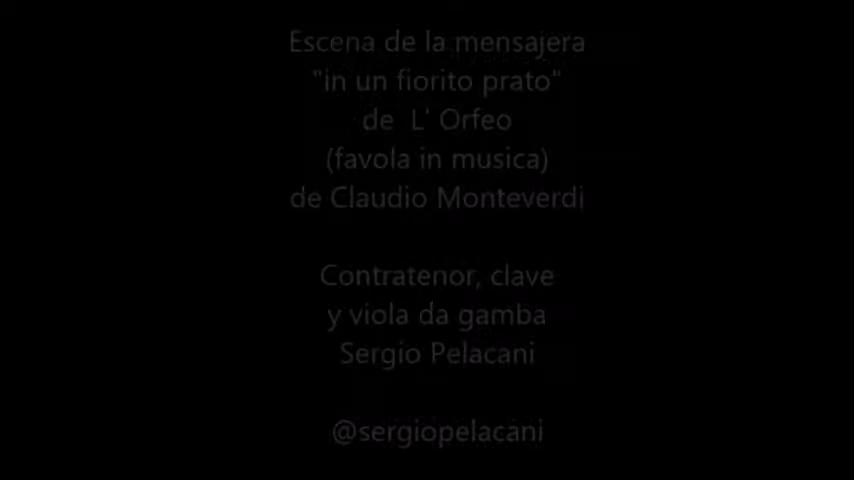 Escena de la mensajera
"in un fiorito prato"
de L' Orfeo
(favola in musica)
de Claudio Monteverdi
Contratenor, clave
y viola da gamba
Sergio Pelacani
@sergiopelacani